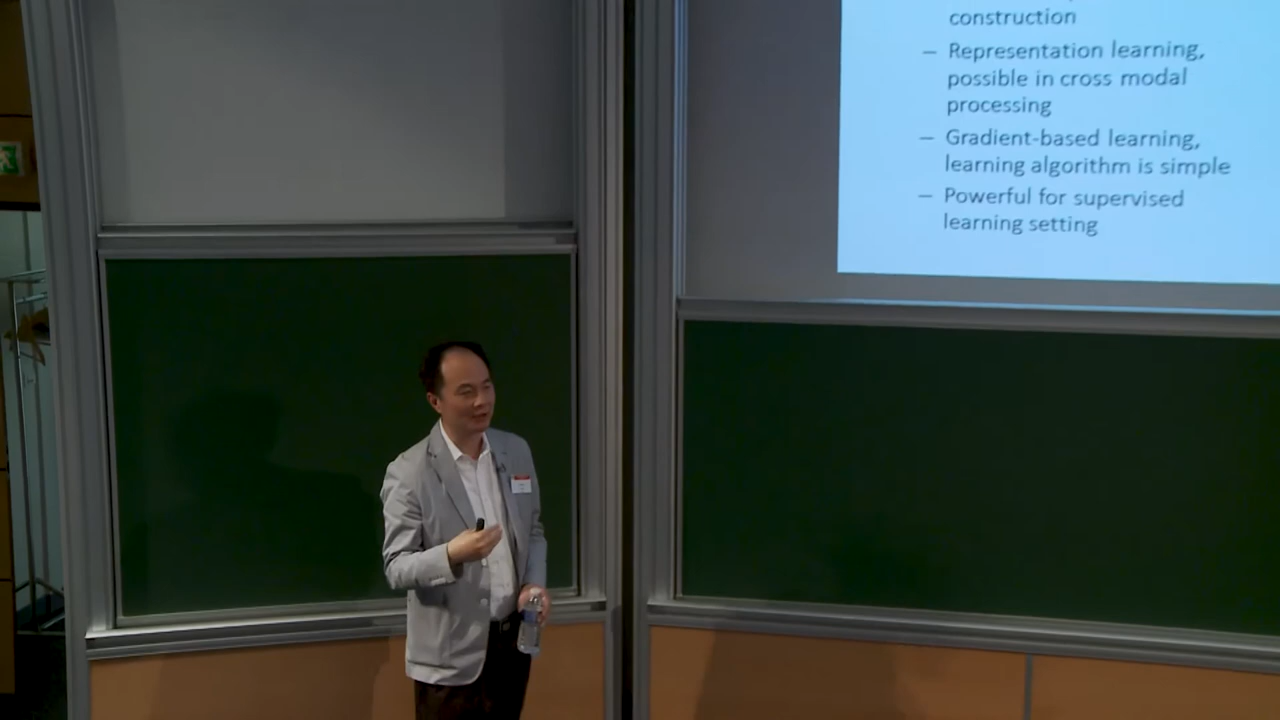 construction
– Representation learning,
possible in cross modal
processing
– Gradient-based learning,
learning algorithm is simple
– Powerful for supervised
learning setting